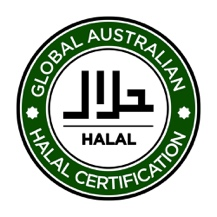 GLOBAL AUSTRALIAN
حلال
HALAL
HALAL CERTIFICATION